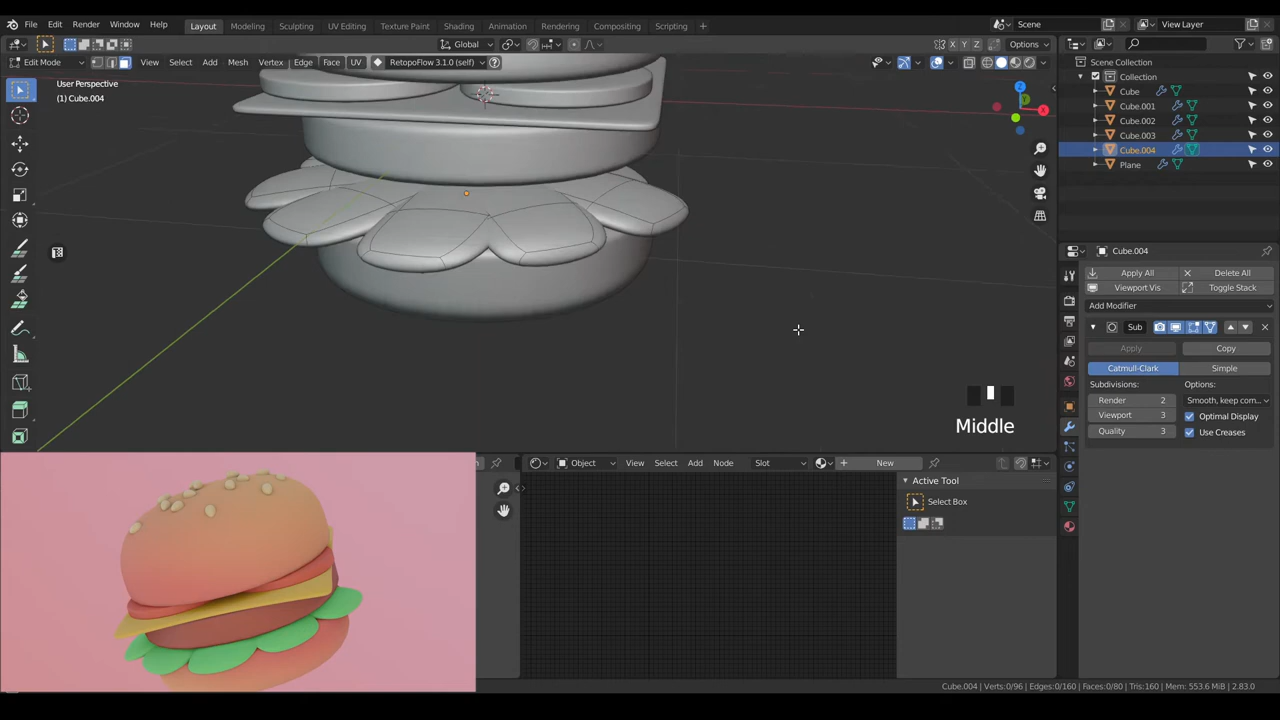 File Edit Render Window Help Layout Modeling Sculpting UV Editing Texture Paint Shading Animation Rendering Compositing Scripting + Scene View Layer
Global Options
Edit Mode View Select Add Mesh Vertex Edge Face UV RetopoFlow 3.1.0 (self) X Y Z
User Perspective
(1) Cube.004
Scene Collection
Collection
Cube
Cube.001
Cube.002
Cube.003
Cube.004
Plane
X
Y
Z
Cube.004
Apply All Delete All
Viewport Vis Toggle Stack
Add Modifier
Sub
Apply Copy
Catmull-Clark Simple
Subdivisions: Options:
Render 2 Smooth, keep corn...
Viewport 3 Optimal Display
Quality 3 Use Creases
Middle
Object View Select Add Node Slot New
Active Tool
Select Box
Cube.004 | Verts:0/96 | Edges:0/160 | Faces:0/80 | Tris:160 | Mem: 553.6 MiB | 2.83.0